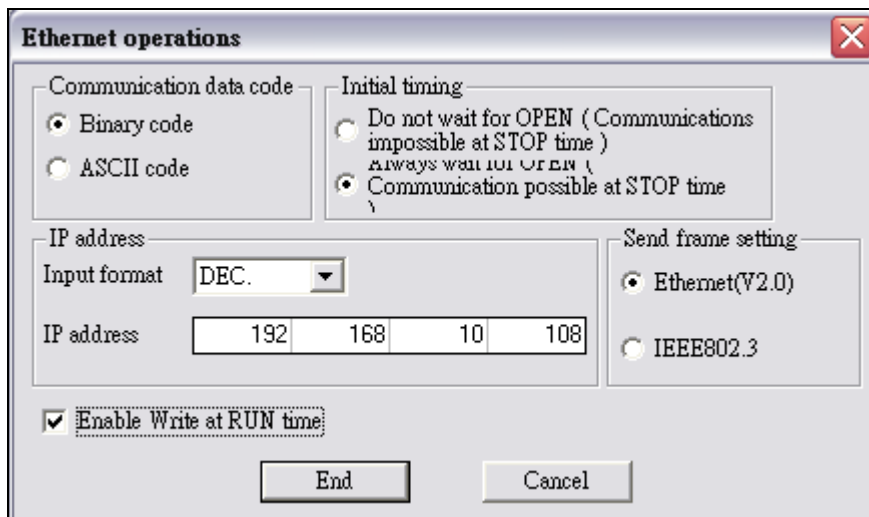 Ethernet operations
Communication data code
Binary code
ASCII code
Initial timing
Do not wait for OPEN ( Communications
impossible at STOP time )
Always wait for OPEN (
Communication possible at STOP time
)
IP address
Input format DEC.
IP address 192 168 10 108
Send frame setting
Ethernet(V2.0)
IEEE802.3
Enable Write at RUN time
End Cancel